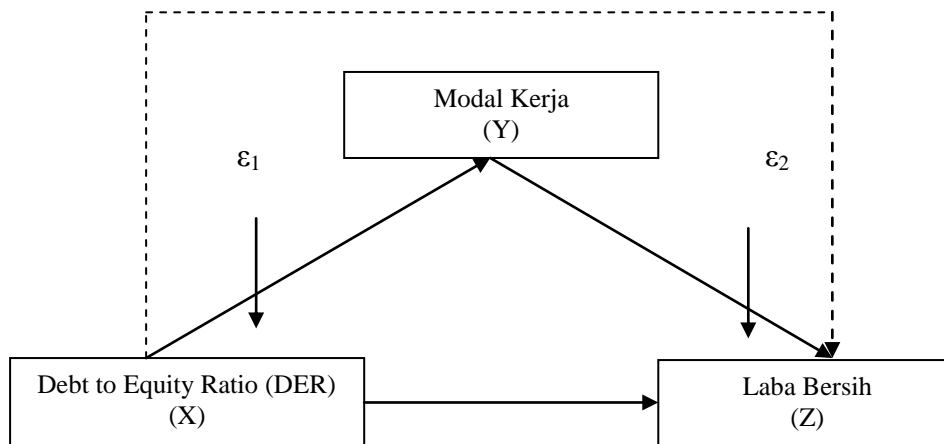 Modal Kerja
(Y)
ε₁
ε₂
Debt to Equity Ratio (DER)
(X)
Laba Bersih
(Z)